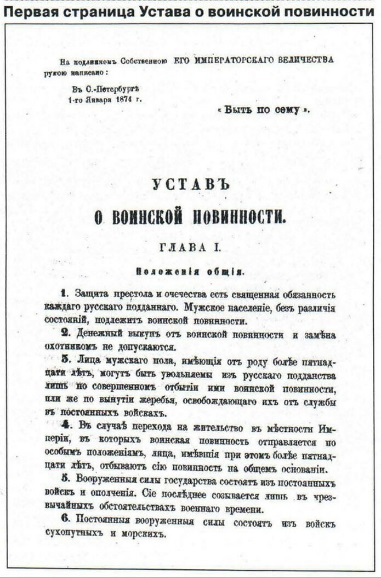 Первая страница Устава о воинской повинности
На подлинномъ Собственною ЕГО ИМПЕРАТОРСКАГО ВЕЛИЧЕСТВА
рукою написано:
Въ С.-Петербургѣ
1-го Января 1874 г.
«Быть по сему».
УСТАВЪ
О ВОИНСКОЙ ПОВИННОСТИ.
ГЛАВА I.
Положенія общія.
1. Защита престола и отечества есть священная обязанность
каждаго русскаго подданнаго. Мужское населеніе, безъ различія
состояній, подлежитъ воинской повинности.
2. Денежный выкупъ отъ воинской повинности и замѣна
охотникомъ не допускаются.
3. Лица мужскаго пола, имѣющія отъ роду болѣе пятнад-
цати лѣтъ, могутъ быть увольняемы изъ русскаго подданства
лишь по совершенномъ отбытіи ими воинской повинности,
или же по вынутіи жеребья, освобождающаго ихъ отъ службы
въ постоянныхъ войскахъ.
4. Въ случаѣ перехода на жительство въ мѣстности Им-
періи, въ которыхъ воинская повинность отправляется по
особымъ положеніямъ, лица, имѣвшія при этомъ болѣе пятнад-
цати лѣтъ, отбываютъ сію повинность на общемъ основаніи.
5. Вооруженныя силы государства состоятъ изъ постоянныхъ
войскъ и ополченія. Сіе послѣднее созывается лишь въ чрез-
вычайныхъ обстоятельствахъ военнаго времени.
6. Постоянныя вооруженныя силы состоятъ изъ войскъ
сухопутныхъ и морскихъ.